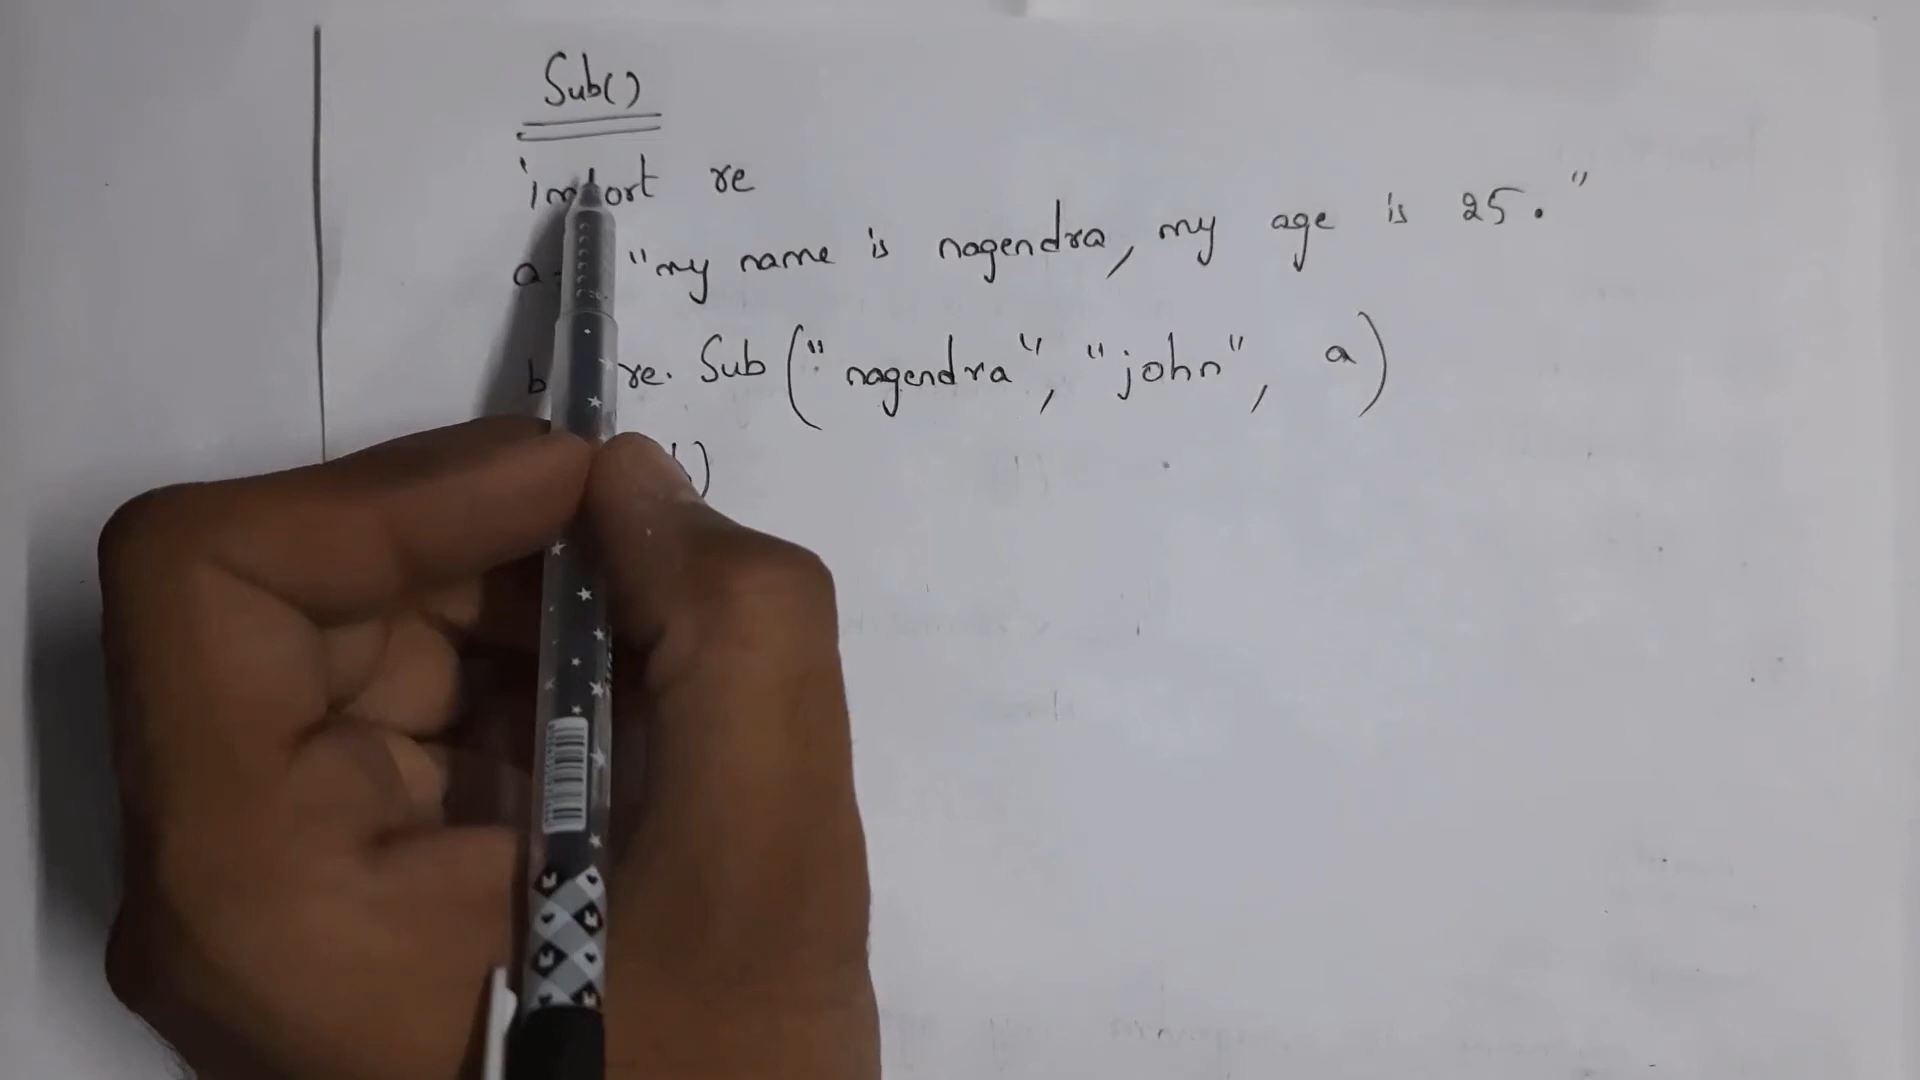 Sub()
import re
a= "my name is nagendra, my age is 25."
b re. Sub ("nagendra", "john", a)
)